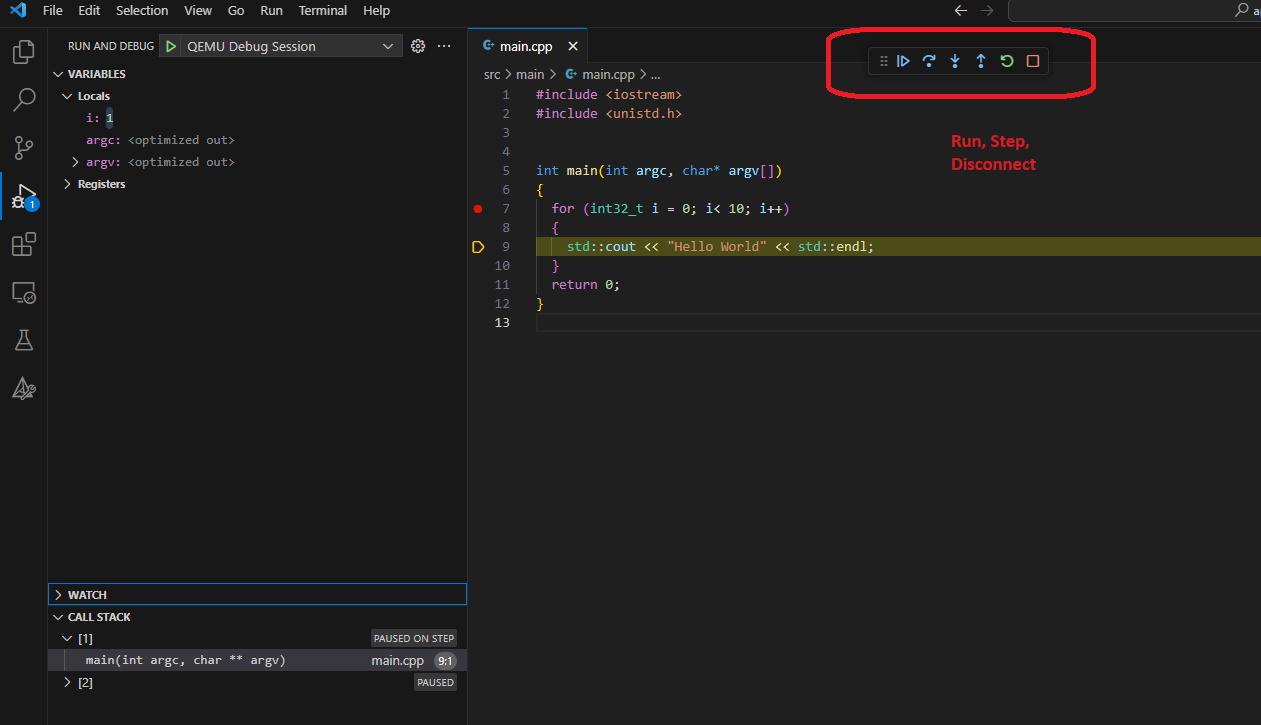 File Edit Selection View Go Run Terminal Help
RUN AND DEBUG QEMU Debug Session
VARIABLES
Locals
i: 1
argc: <optimized out>
argv: <optimized out>
Registers
1
WATCH
CALL STACK
[1] PAUSED ON STEP
main(int argc, char ** argv) main.cpp 9:1
[2] PAUSED
main.cpp
src > main > main.cpp > ...
1 #include <iostream>
2 #include <unistd.h>
3
4
5 int main(int argc, char* argv[])
6 {
7 for (int32_t i = 0; i< 10; i++)
8 {
9 std::cout << "Hello World" << std::endl;
10 }
11 return 0;
12 }
13
Run, Step,
Disconnect